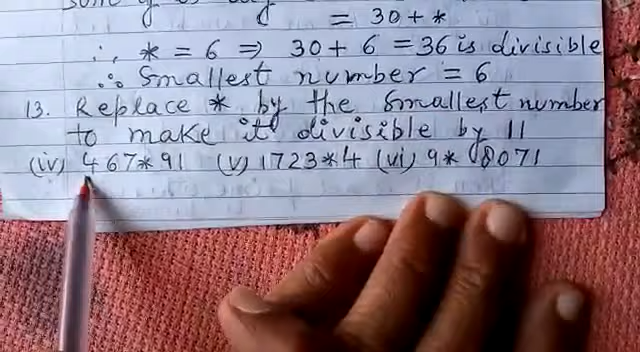 = 30 + *
∴ * = 6 ⇒ 30 + 6 = 36 is divisible
∴ Smallest number = 6
13. Replace * by the Smallest number
to make it divisible by 11
(iv) 467*91 (v) 1723*4 (vi) 9*8071